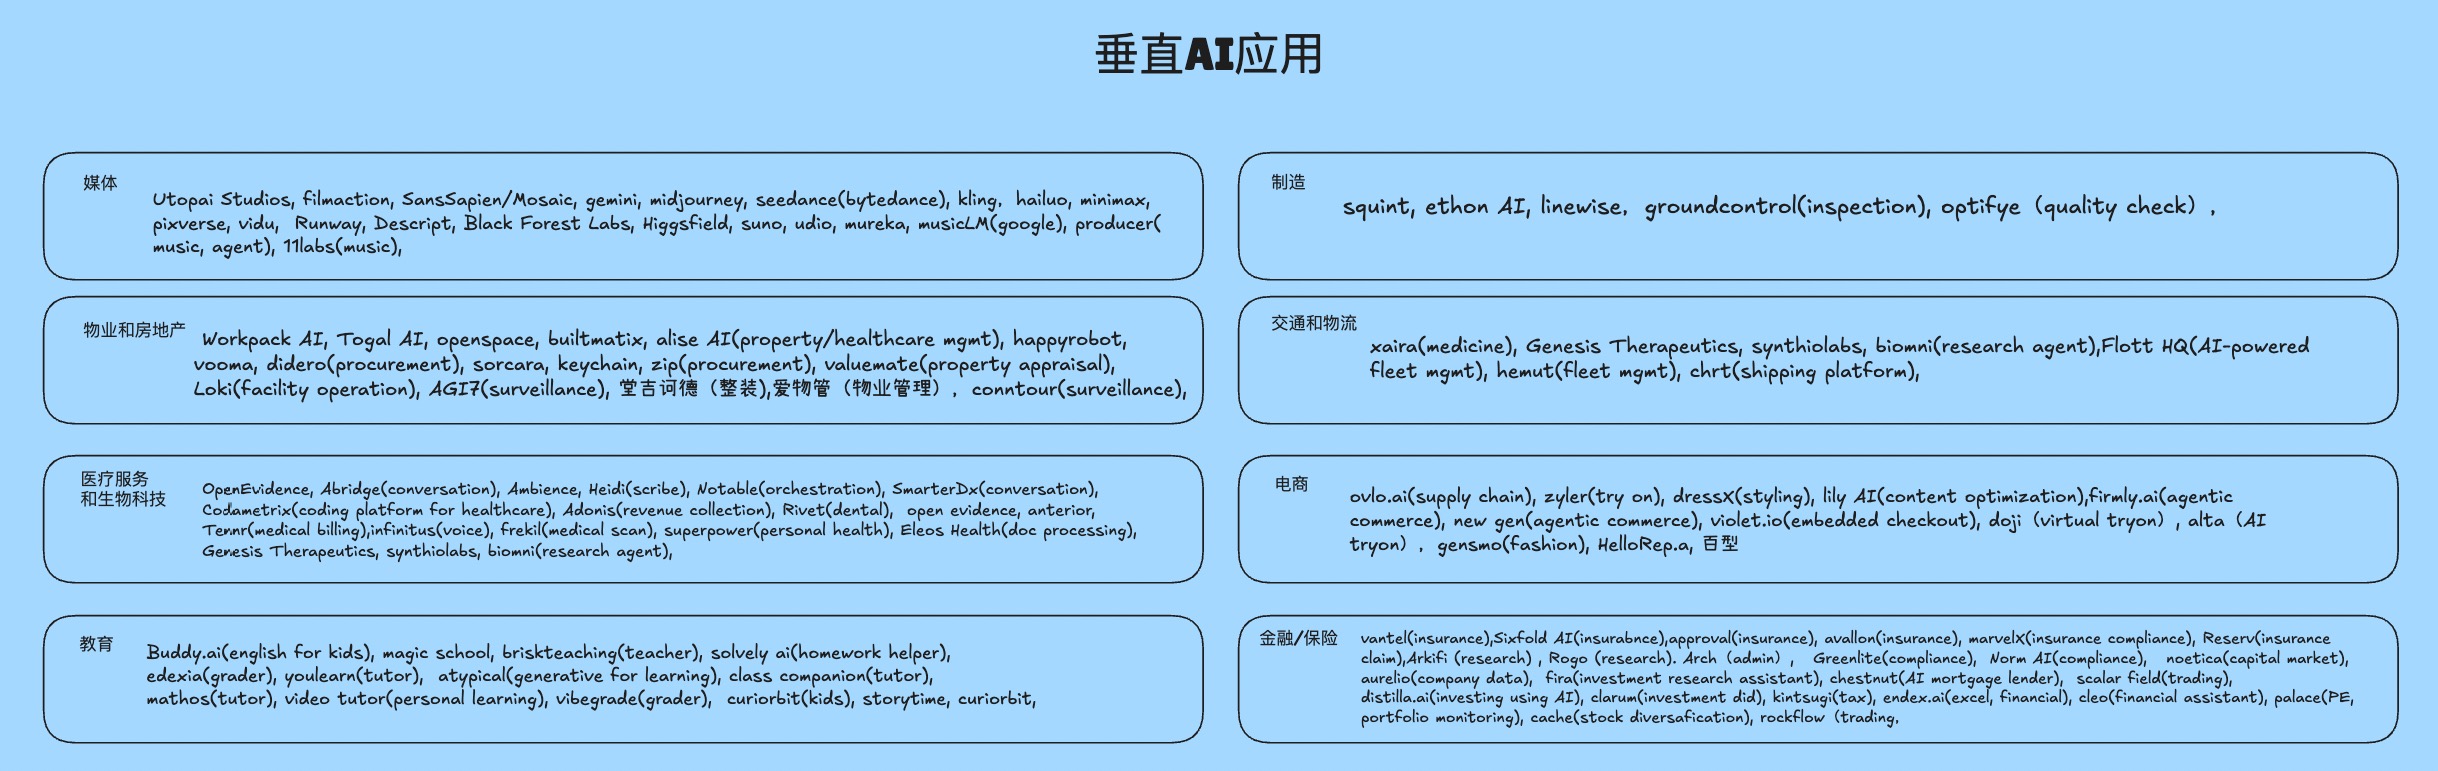 垂直AI应用
媒体
Utopai Studios, filmaction, SansSapien/Mosaic, gemini, midjourney, seedance(bytedance), kling, hailuo, minimax,
pixverse, vidu, Runway, Descript, Black Forest Labs, Higgsfield, suno, udio, mureka, musicLM(google), producer(
music, agent), 11labs(music),
制造
squint, ethon AI, linewise, groundcontrol(inspection), optifye（quality check），
物业和房地产
Workpack AI, Togal AI, openspace, builtmatix, alise AI(property/healthcare mgmt), happyrobot,
vooma, didero(procurement), sorcara, keychain, zip(procurement), valuemate(property appraisal),
Loki(facility operation), AGI7(surveillance), 堂吉诃德（整装),爱物管（物业管理），conntour(surveillance),
交通和物流
xaira(medicine), Genesis Therapeutics, synthiolabs, biomni(research agent),Flott HQ(AI-powered
fleet mgmt), hemut(fleet mgmt), chrt(shipping platform),
医疗服务
和生物科技
OpenEvidence, Abridge(conversation), Ambience, Heidi(scribe), Notable(orchestration), SmarterDx(conversation),
Codametrix(coding platform for healthcare), Adonis(revenue collection), Rivet(dental), open evidence, anterior,
Tennr(medical billing),infinitus(voice), frekil(medical scan), superpower(personal health), Eleos Health(doc processing),
Genesis Therapeutics, synthiolabs, biomni(research agent),
电商
ovlo.ai(supply chain), zyler(try on), dressX(styling), lily AI(content optimization),firmly.ai(agentic
commerce), new gen(agentic commerce), violet.io(embedded checkout), doji（virtual tryon）, alta（AI
tryon），gensmo(fashion), HelloRep.a, 百型
教育
Buddy.ai(english for kids), magic school, briskteaching(teacher), solvely ai(homework helper),
edexia(grader), youlearn(tutor), atypical(generative for learning), class companion(tutor),
mathos(tutor), video tutor(personal learning), vibegrade(grader), curiorbit(kids), storytime, curiorbit,
金融/保险
vantel(insurance),Sixfold AI(insurabnce),approval(insurance), avallon(insurance), marvelX(insurance compliance), Reserv(insurance
claim),Arkifi（research）, Rogo（research). Arch（admin）, Greenlite(compliance), Norm AI(compliance), noetica(capital market),
aurelio(company data), fira(investment research assistant), chestnut(AI mortgage lender), scalar field(trading),
distilla.ai(investing using AI), clarum(investment did), kintsugi(tax), endex.ai(excel, financial), cleo(financial assistant), palace(PE,
portfolio monitoring), cache(stock diversafication), rockflow（trading,